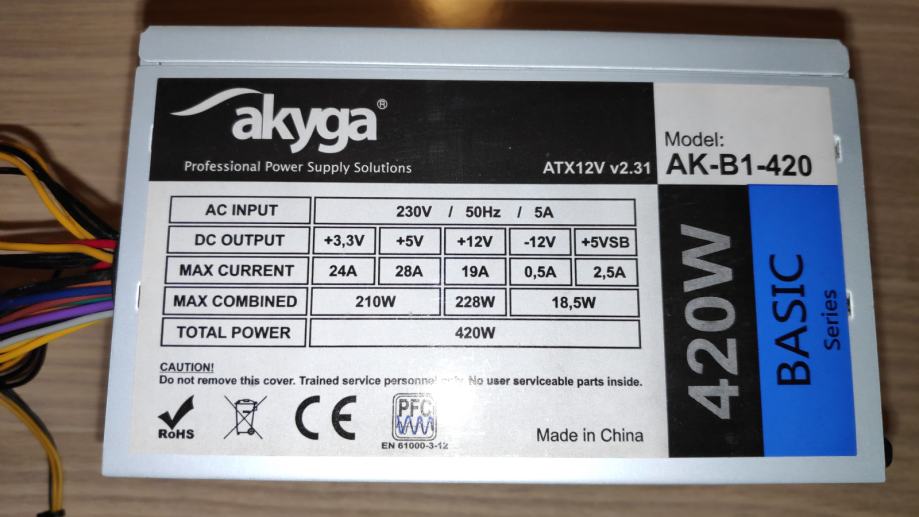 akyga®
Professional Power Supply Solutions
ATX12V v2.31
Model:
AK-B1-420
AC INPUT 230V / 50Hz / 5A
DC OUTPUT +3,3V +5V +12V -12V +5VSB
MAX CURRENT 24A 28A 19A 0,5A 2,5A
MAX COMBINED 210W 228W 18,5W
TOTAL POWER 420W
420W
BASIC
Series
CAUTION!
Do not remove this cover. Trained service personnel only. No user serviceable parts inside.
RoHS
CE
PFC
EN 61000-3-12
Made in China